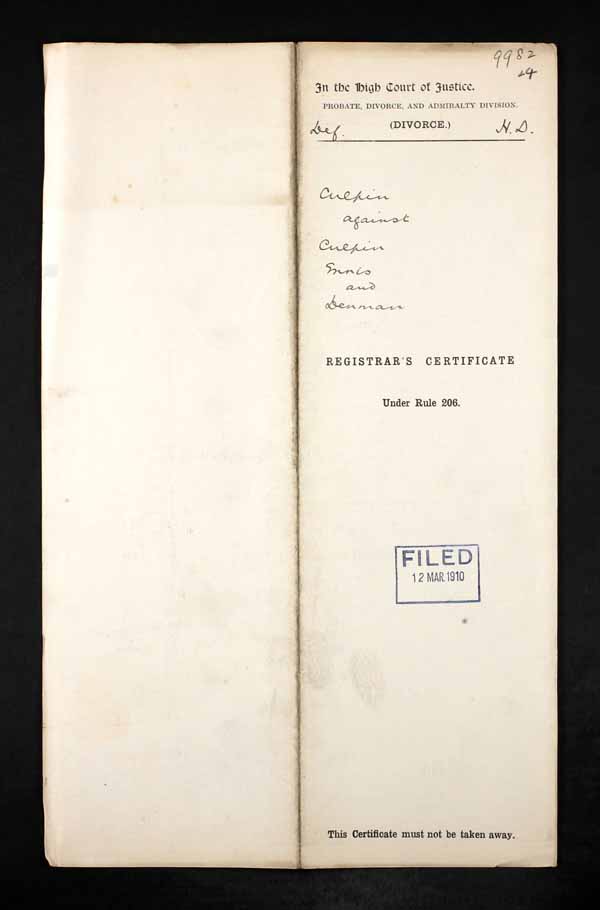 9982
24
In the High Court of Justice.
PROBATE, DIVORCE, AND ADMIRALTY DIVISION.
Def. (DIVORCE.) H. D.
Culpin
against
Culpin
and
Denman
REGISTRAR'S CERTIFICATE
Under Rule 206.
FILED
12 MAR. 1910
This Certificate must not be taken away.